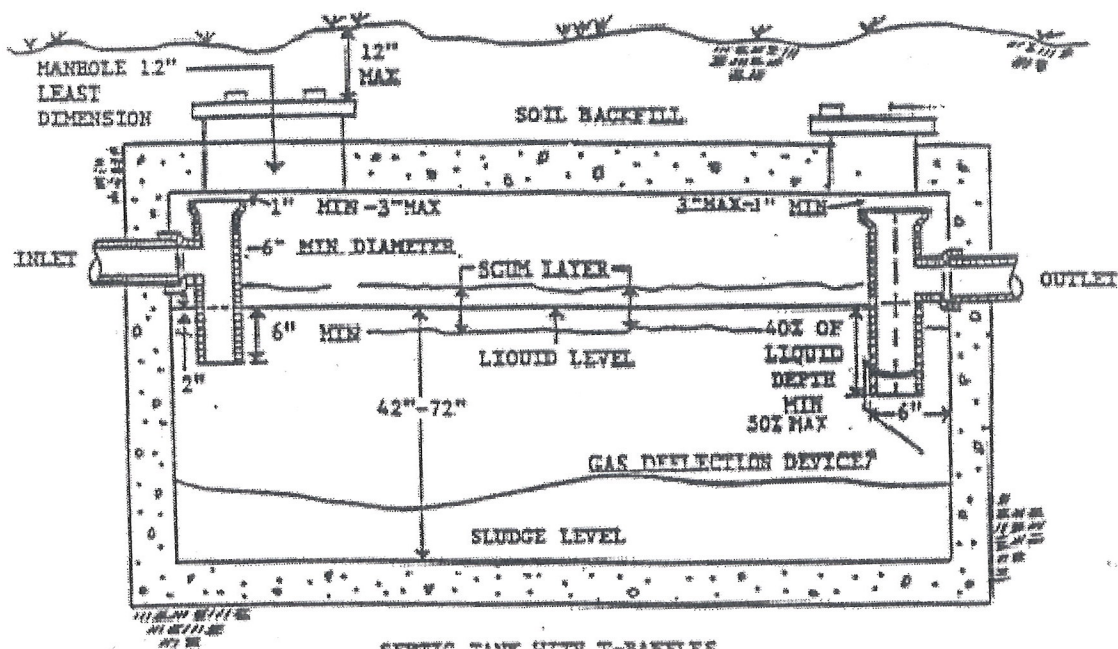 12"
MAX
MANHOLE 12"
LEAST
DIMENSION
SOIL BACKFILL
1" MIN-3"MAX
3"MAX-1" MIN
6" MIN DIAMETER
INLET
SCUM LAYER
OUTLET
6" MIN
2"
LIQUID LEVEL
40% OF
LIQUID
DEPTH
MIN
50% MAX
6"
42"-72"
GAS DEFLECTION DEVICE
SLUDGE LEVEL
SEPTIC TANK WITH T-BAFFLES